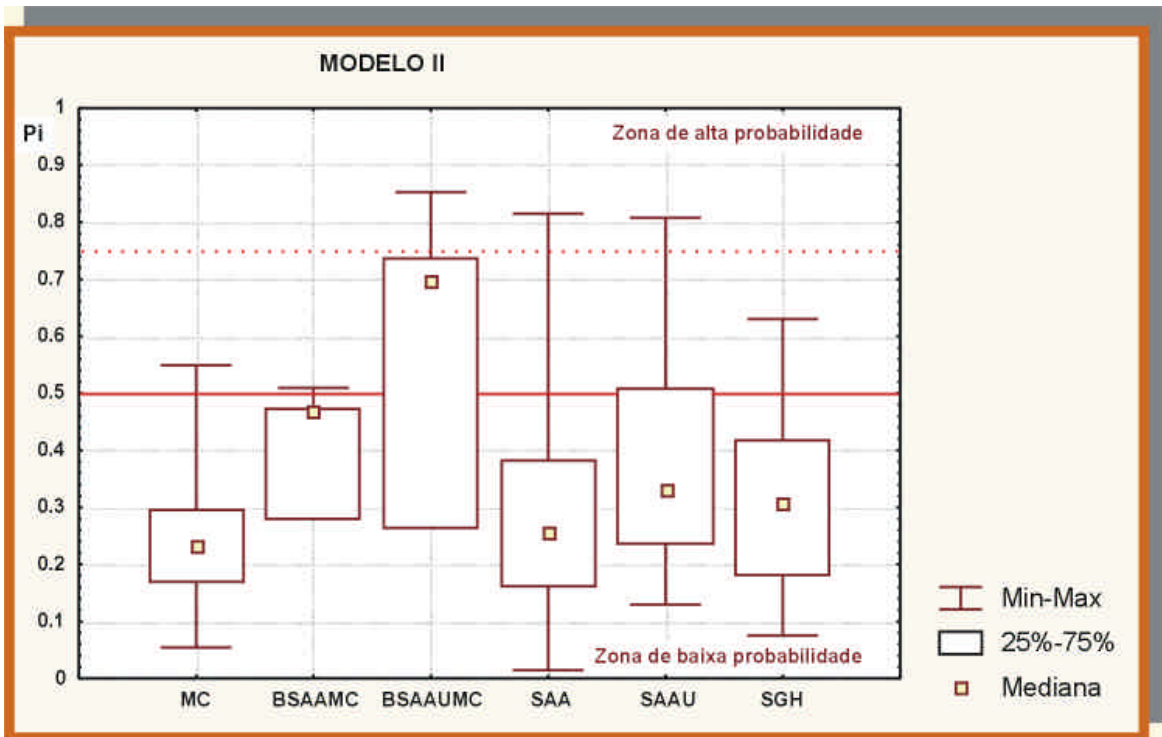 MODELO II
Pi
1
0.9
0.8
0.7
0.6
0.5
0.4
0.3
0.2
0.1
0
Zona de alta probabilidade
Zona de baixa probabilidade
MC BSAAMC BSAAUMC SAA SAAU SGH
Min-Max
25%-75%
Mediana